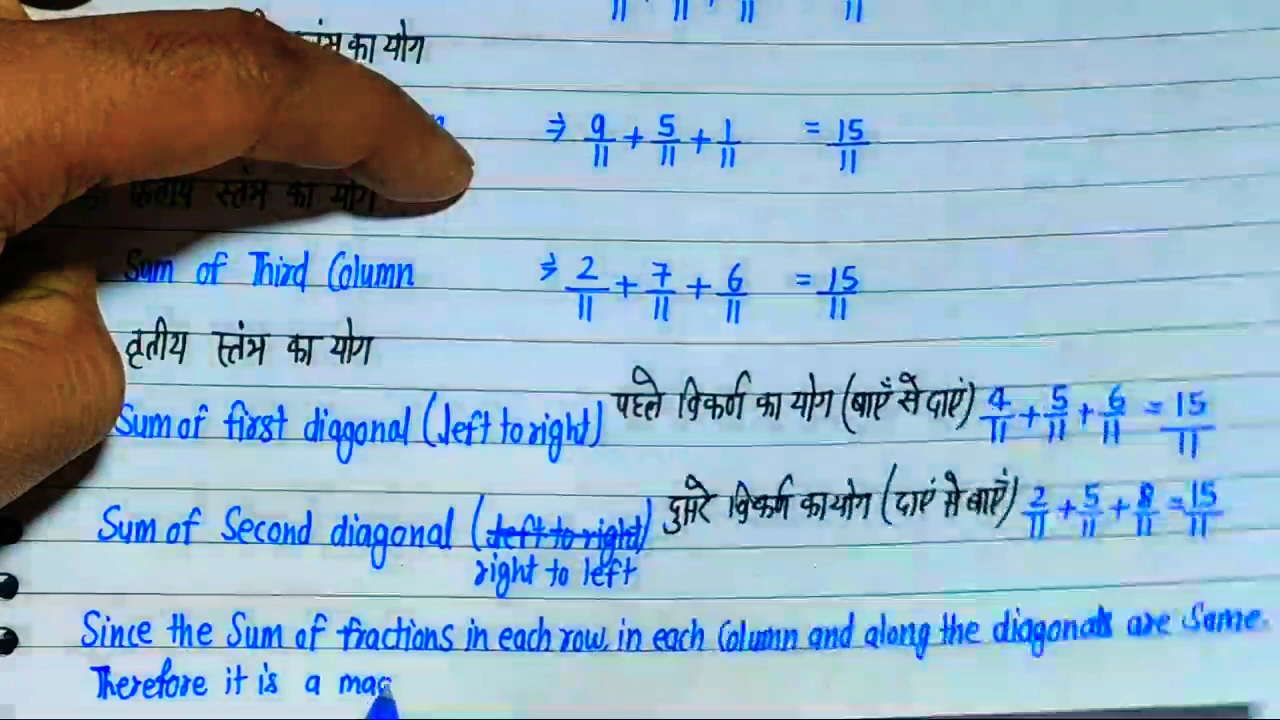 का योग
⇒ 9/11 + 5/11 + 1/11 = 15/11
द्वितीय स्तंभ का योग
Sum of Third Column ⇒ 2/11 + 7/11 + 6/11 = 15/11
तृतीय स्तंभ का योग
Sum of first diagonal (left to right) पहले विकर्ण का योग (बाएँ से दाएं) 4/11 + 5/11 + 6/11 = 15/11
Sum of Second diagonal (left to right) दुसरे विकर्ण का योग (दाएं से बाएँ) 2/11 + 5/11 + 8/11 = 15/11
right to left
Since the Sum of fractions in each row, in each Column and along the diagonals are Same.
Therefore it is a mag